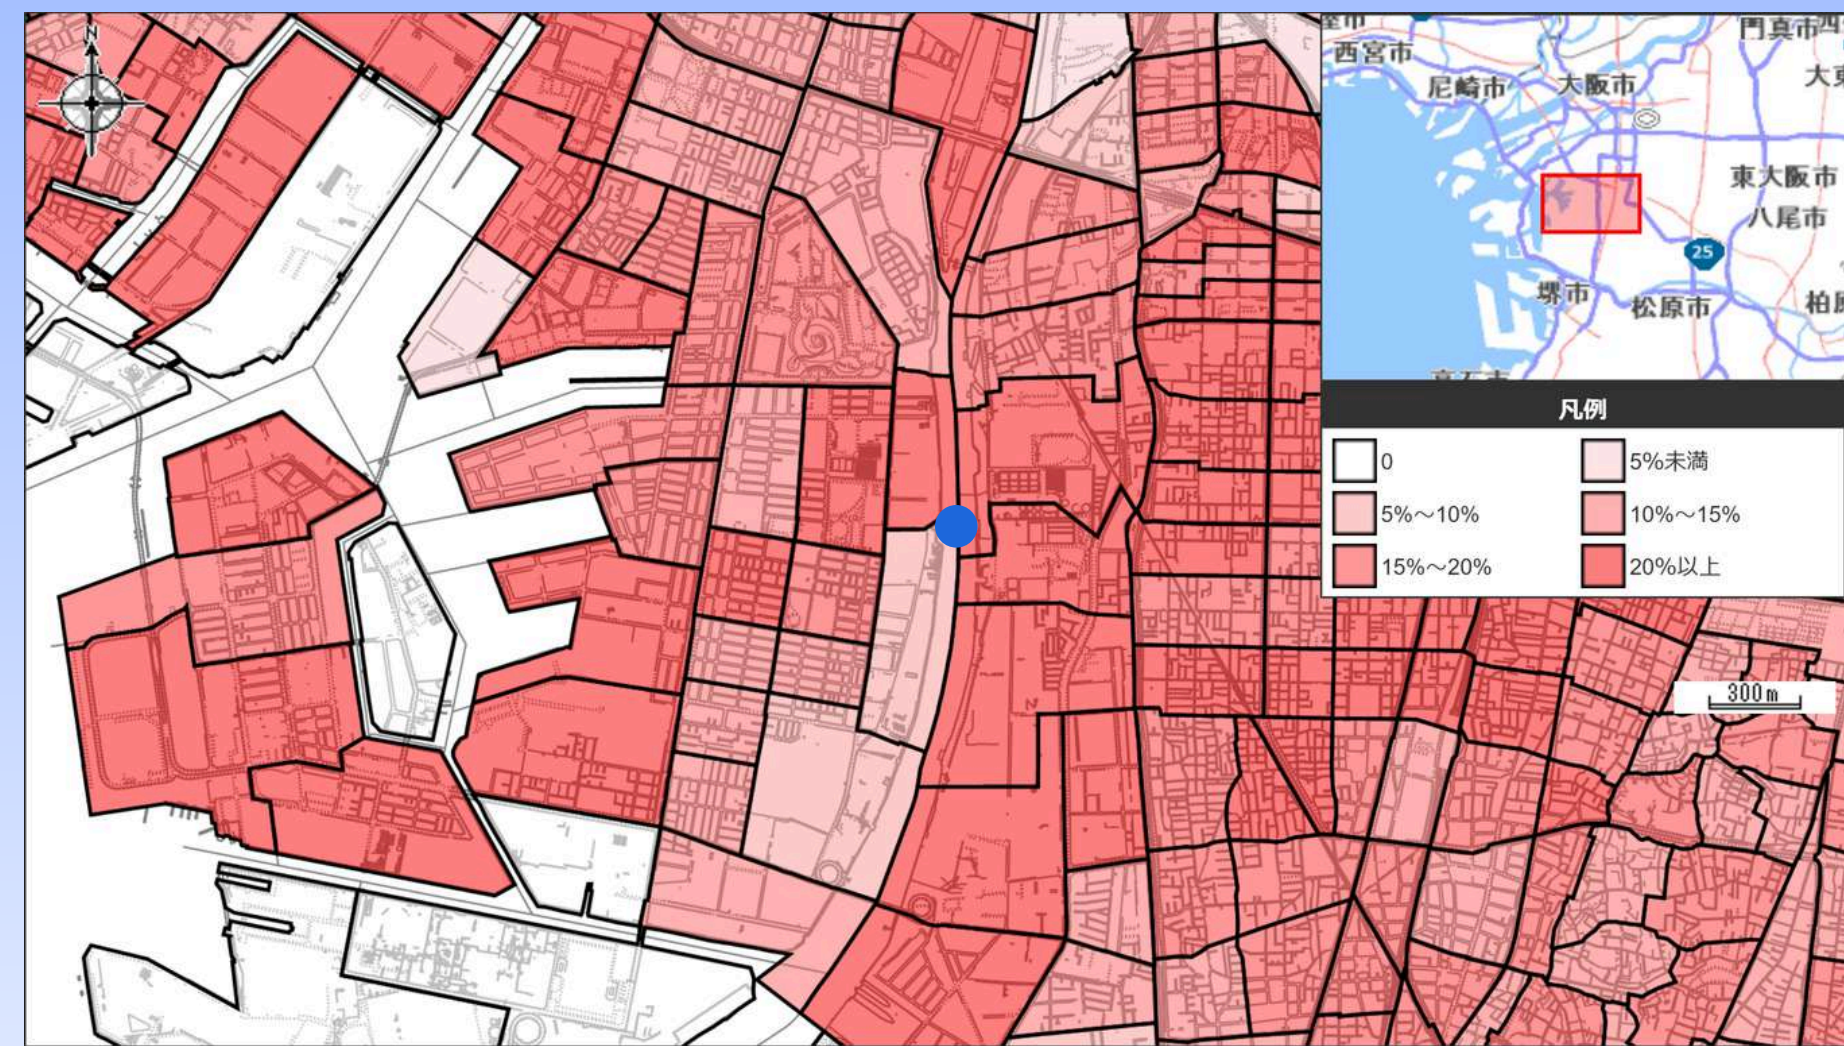 N
西宮市
尼崎市
大阪市
門真市
東大阪市
八尾市
25
堺市
松原市
凡例
0
5%未満
5%～10%
10%～15%
15%～20%
20%以上
300m